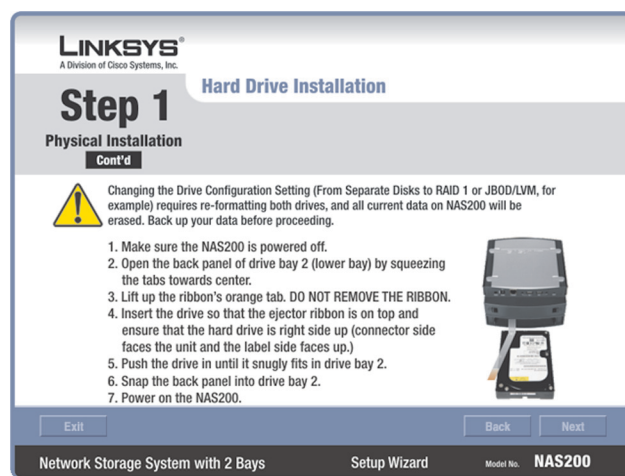 LINKSYS®
A Division of Cisco Systems, Inc.
Hard Drive Installation
Step 1
Physical Installation
Cont'd
Changing the Drive Configuration Setting (From Separate Disks to RAID 1 or JBOD/LVM, for
example) requires re-formatting both drives, and all current data on NAS200 will be
erased. Back up your data before proceeding.
1. Make sure the NAS200 is powered off.
2. Open the back panel of drive bay 2 (lower bay) by squeezing
the tabs towards center.
3. Lift up the ribbon's orange tab. DO NOT REMOVE THE RIBBON.
4. Insert the drive so that the ejector ribbon is on top and
ensure that the hard drive is right side up (connector side
faces the unit and the label side faces up.)
5. Push the drive in until it snugly fits in drive bay 2.
6. Snap the back panel into drive bay 2.
7. Power on the NAS200.
Exit
Back
Next
Network Storage System with 2 Bays
Setup Wizard
Model No.
NAS200